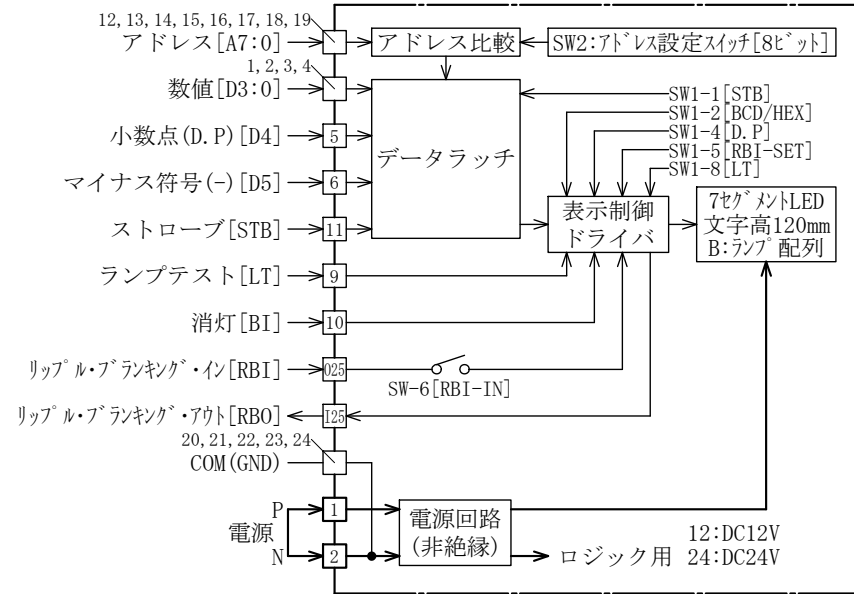 12, 13, 14, 15, 16, 17, 18, 19
アドレス[A7:0]
アドレス比較
SW2:ｱﾄﾞﾚｽ設定ｽｲｯﾁ[8ﾋﾞｯﾄ]
1, 2, 3, 4
数値[D3:0]
SW1-1[STB]
SW1-2[BCD/HEX]
SW1-4[D.P]
SW1-5[RBI-SET]
SW1-8[LT]
小数点(D.P)[D4]
5
データラッチ
マイナス符号(-)[D5]
6
ストローブ[STB]
11
表示制御
ドライバ
7ｾｸﾞﾒﾝﾄLED
文字高120mm
B:ﾗﾝﾌﾟ配列
ランプテスト[LT]
9
消灯[BI]
10
ﾘｯﾌﾟﾙ･ﾌﾞﾗﾝｷﾝｸﾞ･ｲﾝ[RBI]
O25
SW-6[RBI-IN]
ﾘｯﾌﾟﾙ･ﾌﾞﾗﾝｷﾝｸﾞ･ｱｳﾄ[RBO]
I25
20, 21, 22, 23, 24
COM(GND)
P
1
電源
N
2
電源回路
(非絶縁)
ロジック用
12:DC12V
24:DC24V